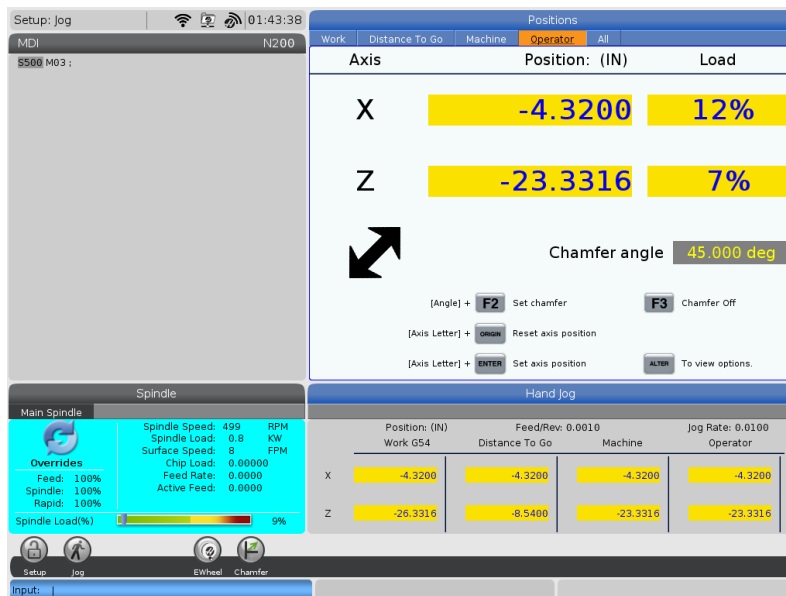 Setup: Jog 01:43:38
MDI N200
S500 M03 ;
Positions
Work Distance To Go Machine Operator All
Axis Position: (IN) Load
X -4.3200 12%
Z -23.3316 7%
Chamfer angle 45.000 deg
[Angle] + F2 Set chamfer F3 Chamfer Off
[Axis Letter] + ORIGIN Reset axis position
[Axis Letter] + ENTER Set axis position ALTER To view options.
Spindle
Main Spindle
Overrides
Feed: 100%
Spindle: 100%
Rapid: 100%
Spindle Speed: 499 RPM
Spindle Load: 0.8 KW
Surface Speed: 8 FPM
Chip Load: 0.00000
Feed Rate: 0.0000
Active Feed: 0.0000
Spindle Load(%) 9%
Hand Jog
Position: (IN) Feed/Rev: 0.0010 Jog Rate: 0.0100
Work G54 Distance To Go Machine Operator
X -4.3200 -4.3200 -4.3200 -4.3200
Z -26.3316 -8.5400 -23.3316 -23.3316
Setup Jog EWheel Chamfer
Input: